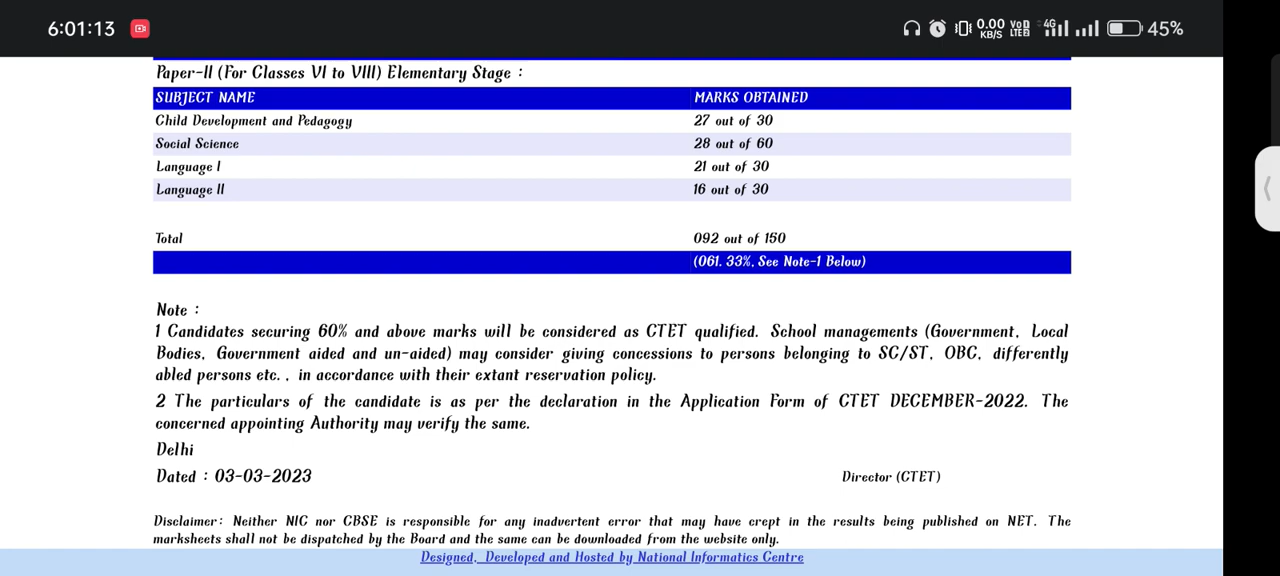 6:01:13 0.00 KB/S VoD LTE2 4G 45%
Paper-II (For Classes VI to VIII) Elementary Stage :
SUBJECT NAME MARKS OBTAINED
Child Development and Pedagogy 27 out of 30
Social Science 28 out of 60
Language I 21 out of 30
Language II 16 out of 30
Total 092 out of 150
(061.33%, See Note-1 Below)
Note :
1 Candidates securing 60% and above marks will be considered as CTET qualified. School managements (Government, Local
Bodies, Government aided and un-aided) may consider giving concessions to persons belonging to SC/ST, OBC, differently
abled persons etc., in accordance with their extant reservation policy.
2 The particulars of the candidate is as per the declaration in the Application Form of CTET DECEMBER-2022. The
concerned appointing Authority may verify the same.
Delhi
Dated : 03-03-2023 Director (CTET)
Disclaimer: Neither NIC nor CBSE is responsible for any inadvertent error that may have crept in the results being published on NET. The
marksheets shall not be dispatched by the Board and the same can be downloaded from the website only.
Designed, Developed and Hosted by National Informatics Centre